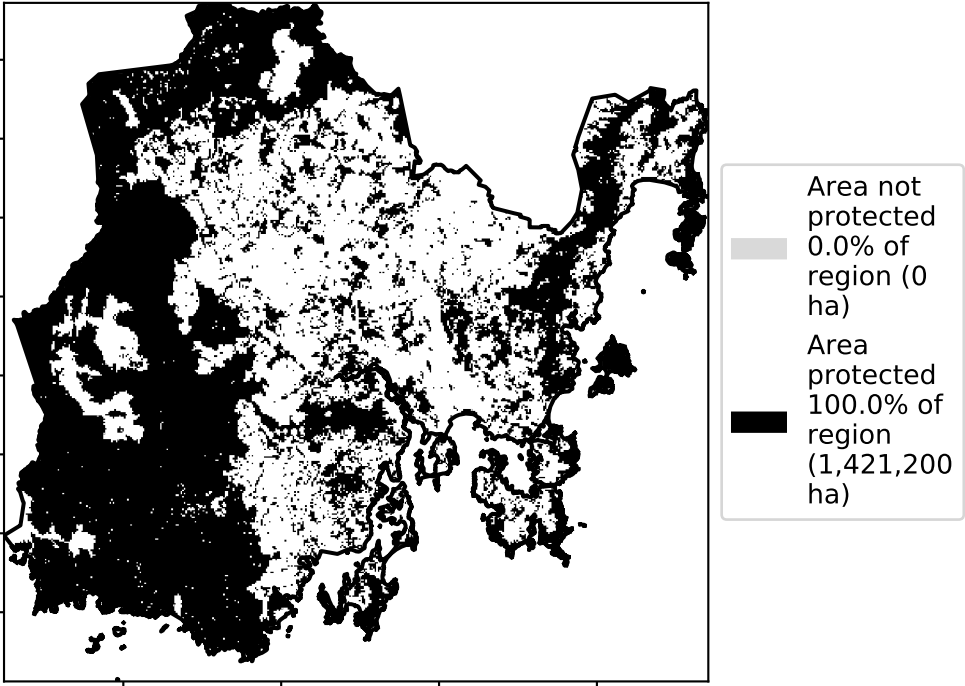 Area not
protected
0.0% of
region (0
ha)
Area
protected
100.0% of
region
(1,421,200
ha)